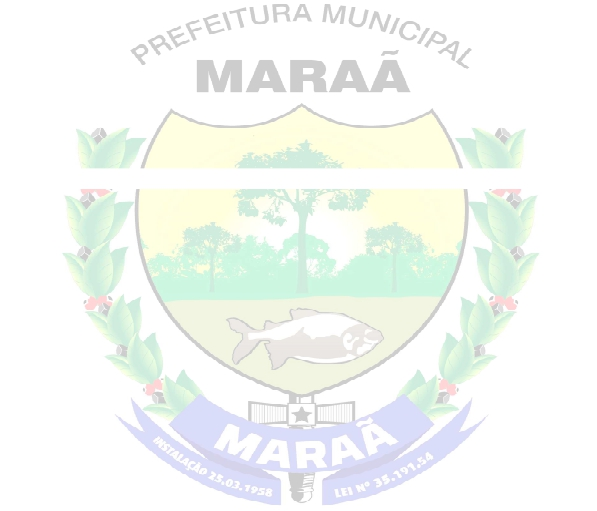 PREFEITURA MUNICIPAL
MARAÃ
MARAÃ
INSTALAÇÃO 25.03.1958
LEI Nº 35.191.54